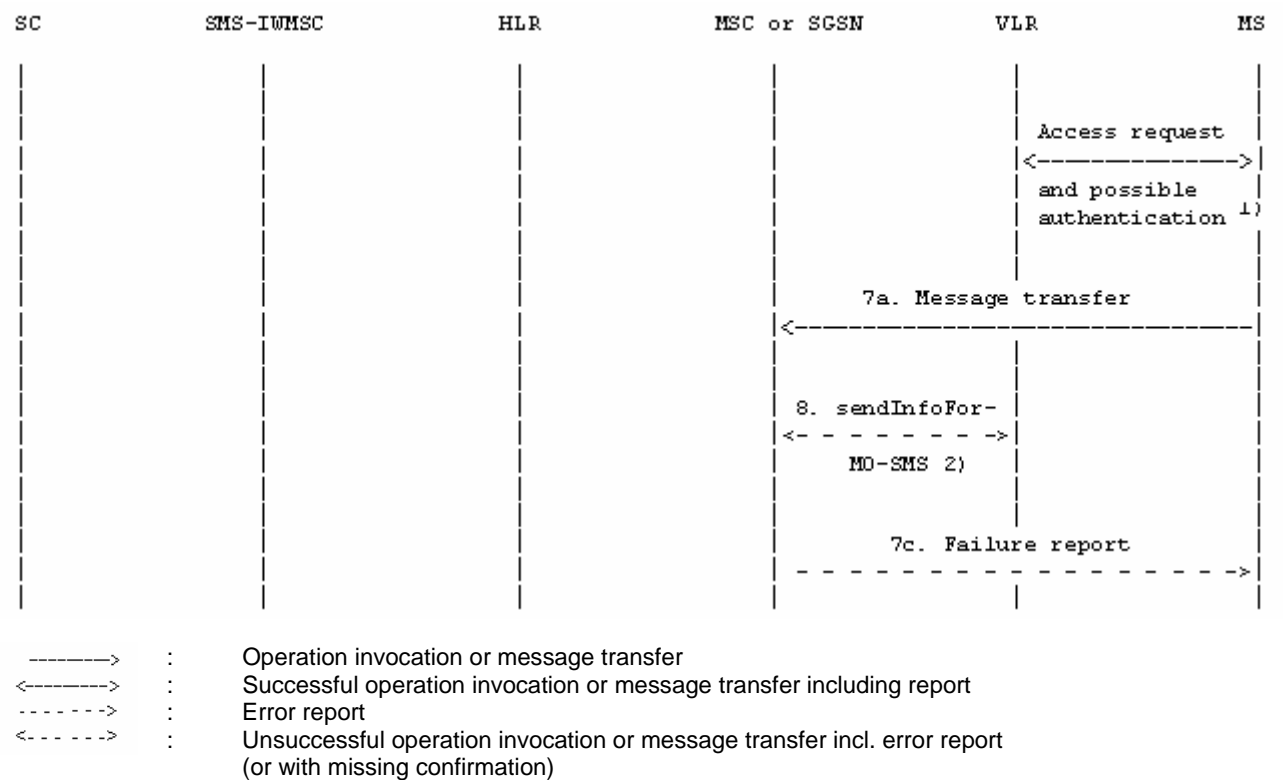 SC SMS-IWMSC HLR MSC or SGSN VLR MS
Access request
and possible
authentication 1)
7a. Message transfer
8. sendInfoFor-
MO-SMS 2)
7c. Failure report
: Operation invocation or message transfer
: Successful operation invocation or message transfer including report
: Error report
: Unsuccessful operation invocation or message transfer incl. error report
(or with missing confirmation)